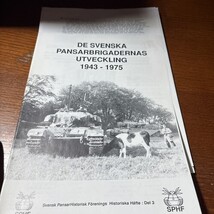 DE SVENSKA
PANSARBRIGADERNAS
UTVECKLING
1943 - 1975
Svensk PansarHistorisk Förenings Historiska Häfte : Del 3
SPHF